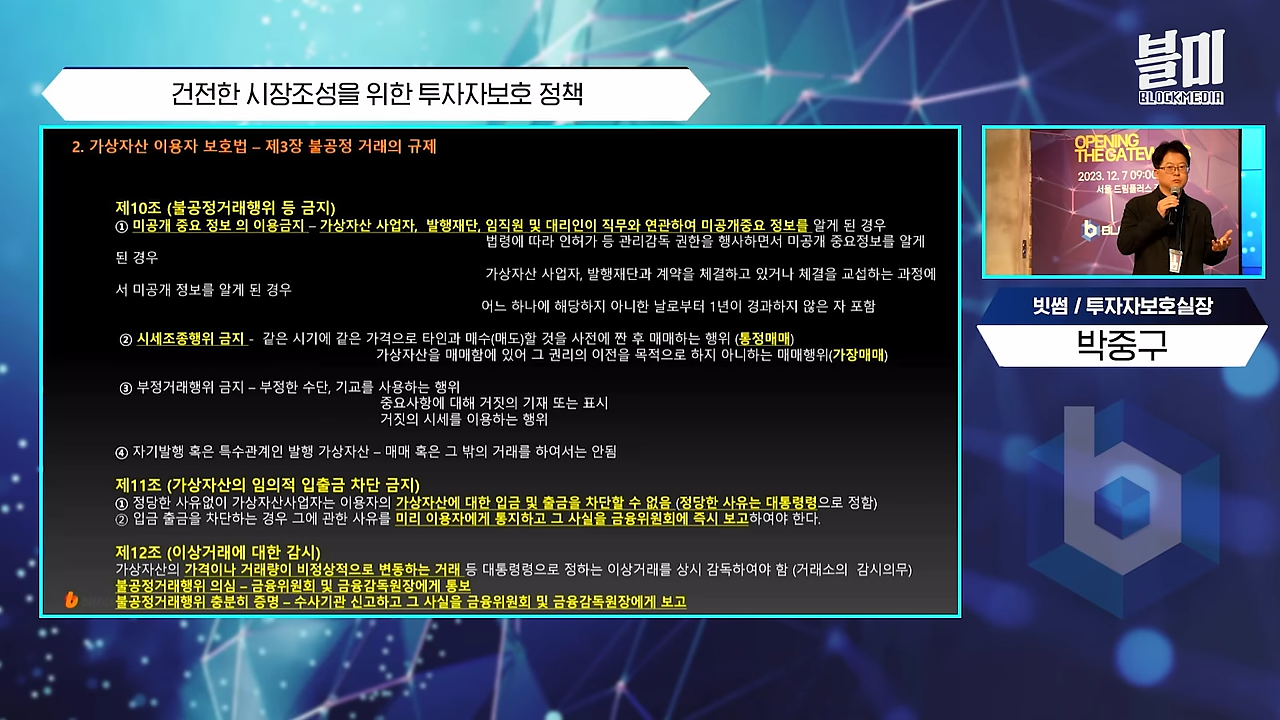 블미
BLOCKMEDIA
건전한 시장조성을 위한 투자자보호 정책
2. 가상자산 이용자 보호법 – 제3장 불공정 거래의 규제
제10조 (불공정거래행위 등 금지)
① 미공개 중요 정보 의 이용금지 – 가상자산 사업자, 발행재단, 임직원 및 대리인이 직무와 연관하여 미공개중요 정보를 알게 된 경우
법령에 따라 인허가 등 관리감독 권한을 행사하면서 미공개 중요정보를 알게
된 경우
가상자산 사업자, 발행재단과 계약을 체결하고 있거나 체결을 교섭하는 과정에
서 미공개 정보를 알게 된 경우
어느 하나에 해당하지 아니한 날로부터 1년이 경과하지 않은 자 포함
② 시세조종행위 금지 - 같은 시기에 같은 가격으로 타인과 매수(매도)할 것을 사전에 짠 후 매매하는 행위 (통정매매)
가상자산을 매매함에 있어 그 권리의 이전을 목적으로 하지 아니하는 매매행위(가장매매)
③ 부정거래행위 금지 – 부정한 수단, 기교를 사용하는 행위
중요사항에 대해 거짓의 기재 또는 표시
거짓의 시세를 이용하는 행위
④ 자기발행 혹은 특수관계인 발행 가상자산 – 매매 혹은 그 밖의 거래를 하여서는 안됨
제11조 (가상자산의 임의적 입출금 차단 금지)
① 정당한 사유없이 가상자산사업자는 이용자의 가상자산에 대한 입금 및 출금을 차단할 수 없음 (정당한 사유는 대통령령으로 정함)
② 입금 출금을 차단하는 경우 그에 관한 사유를 미리 이용자에게 통지하고 그 사실을 금융위원회에 즉시 보고하여야 한다.
제12조 (이상거래에 대한 감시)
가상자산의 가격이나 거래량이 비정상적으로 변동하는 거래 등 대통령령으로 정하는 이상거래를 상시 감독하여야 함 (거래소의 감시의무)
불공정거래행위 의심 – 금융위원회 및 금융감독원장에게 통보
불공정거래행위 충분히 증명 – 수사기관 신고하고 그 사실을 금융위원회 및 금융감독원장에게 보고
OPENING
THE GATEW
2023. 12. 7 09:00
서울 드림플러스
빗썸 / 투자자보호실장
박중구